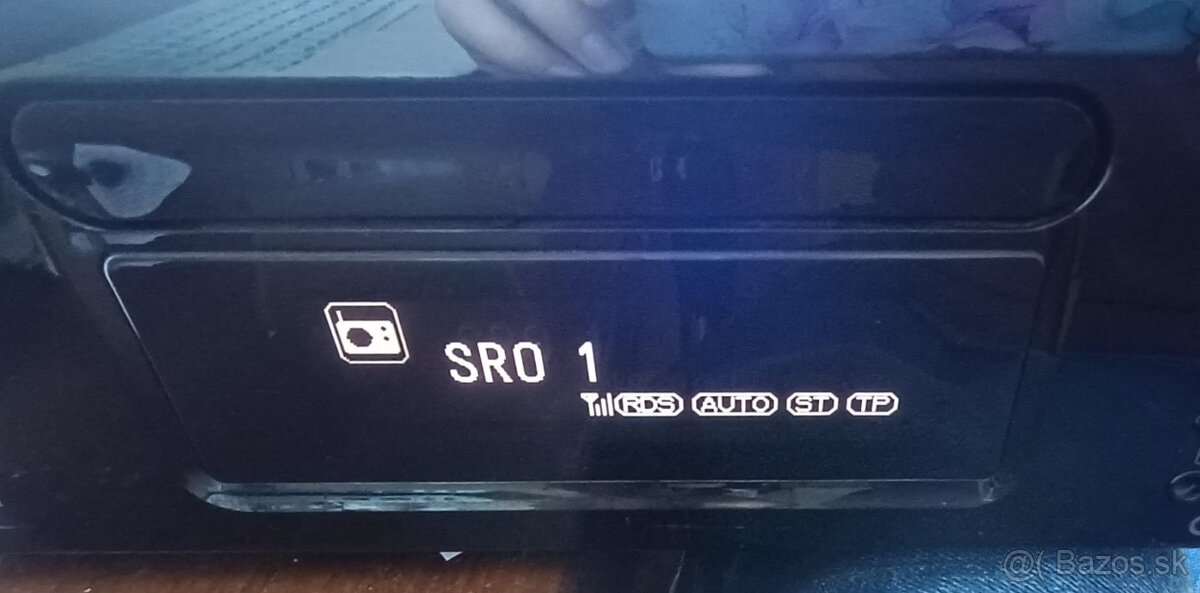 SRO 1
RDS AUTO ST TP
@( Bazos.sk